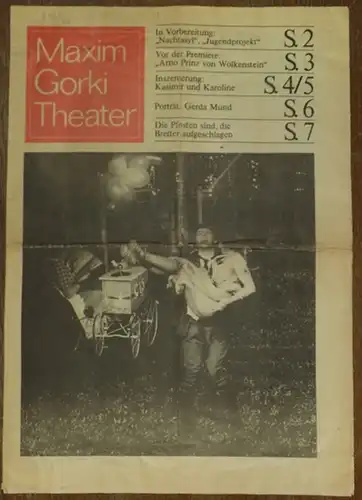 Maxim
Gorki
Theater
In Vorbereitung:
„Nachtasyl“, „Jugendprojekt“ S. 2
Vor der Premiere
„Arno Prinz von Wolkenstein“ S. 3
Inszenierung:
Kasimir und Karoline S. 4/5
Porträt: Gerda Mund S. 6
Die Pfosten sind, die
Bretter aufgeschlagen S. 7